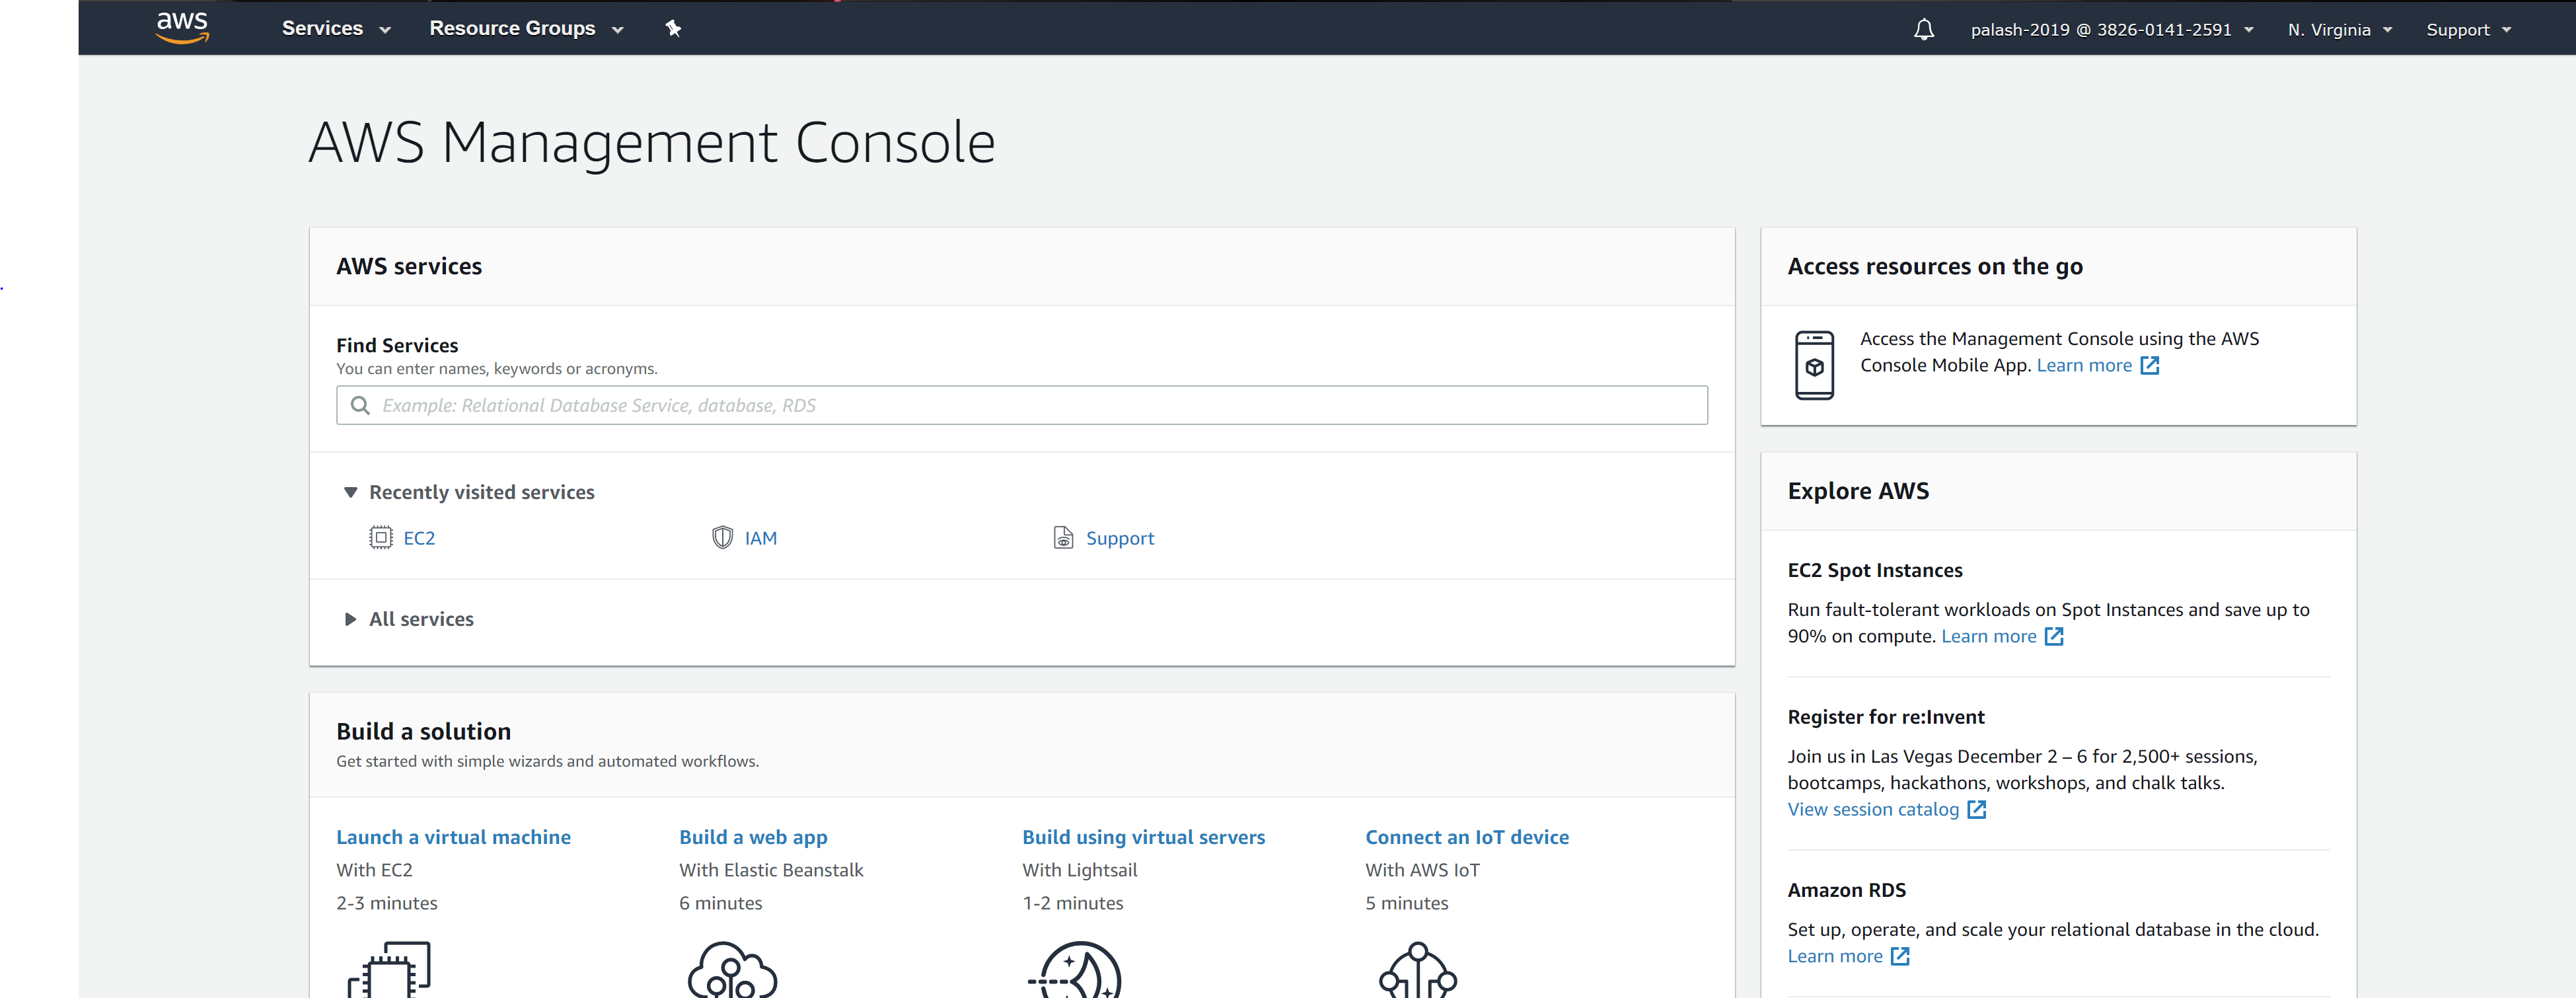 aws
Services
Resource Groups
palash-2019 @ 3826-0141-2591
N. Virginia
Support
AWS Management Console
AWS services
Find Services
You can enter names, keywords or acronyms.
Example: Relational Database Service, database, RDS
Recently visited services
EC2
IAM
Support
All services
Build a solution
Get started with simple wizards and automated workflows.
Launch a virtual machine
With EC2
2-3 minutes
Build a web app
With Elastic Beanstalk
6 minutes
Build using virtual servers
With Lightsail
1-2 minutes
Connect an IoT device
With AWS IoT
5 minutes
Access resources on the go
Access the Management Console using the AWS
Console Mobile App. Learn more
Explore AWS
EC2 Spot Instances
Run fault-tolerant workloads on Spot Instances and save up to
90% on compute. Learn more
Register for re:Invent
Join us in Las Vegas December 2 – 6 for 2,500+ sessions,
bootcamps, hackathons, workshops, and chalk talks.
View session catalog
Amazon RDS
Set up, operate, and scale your relational database in the cloud.
Learn more